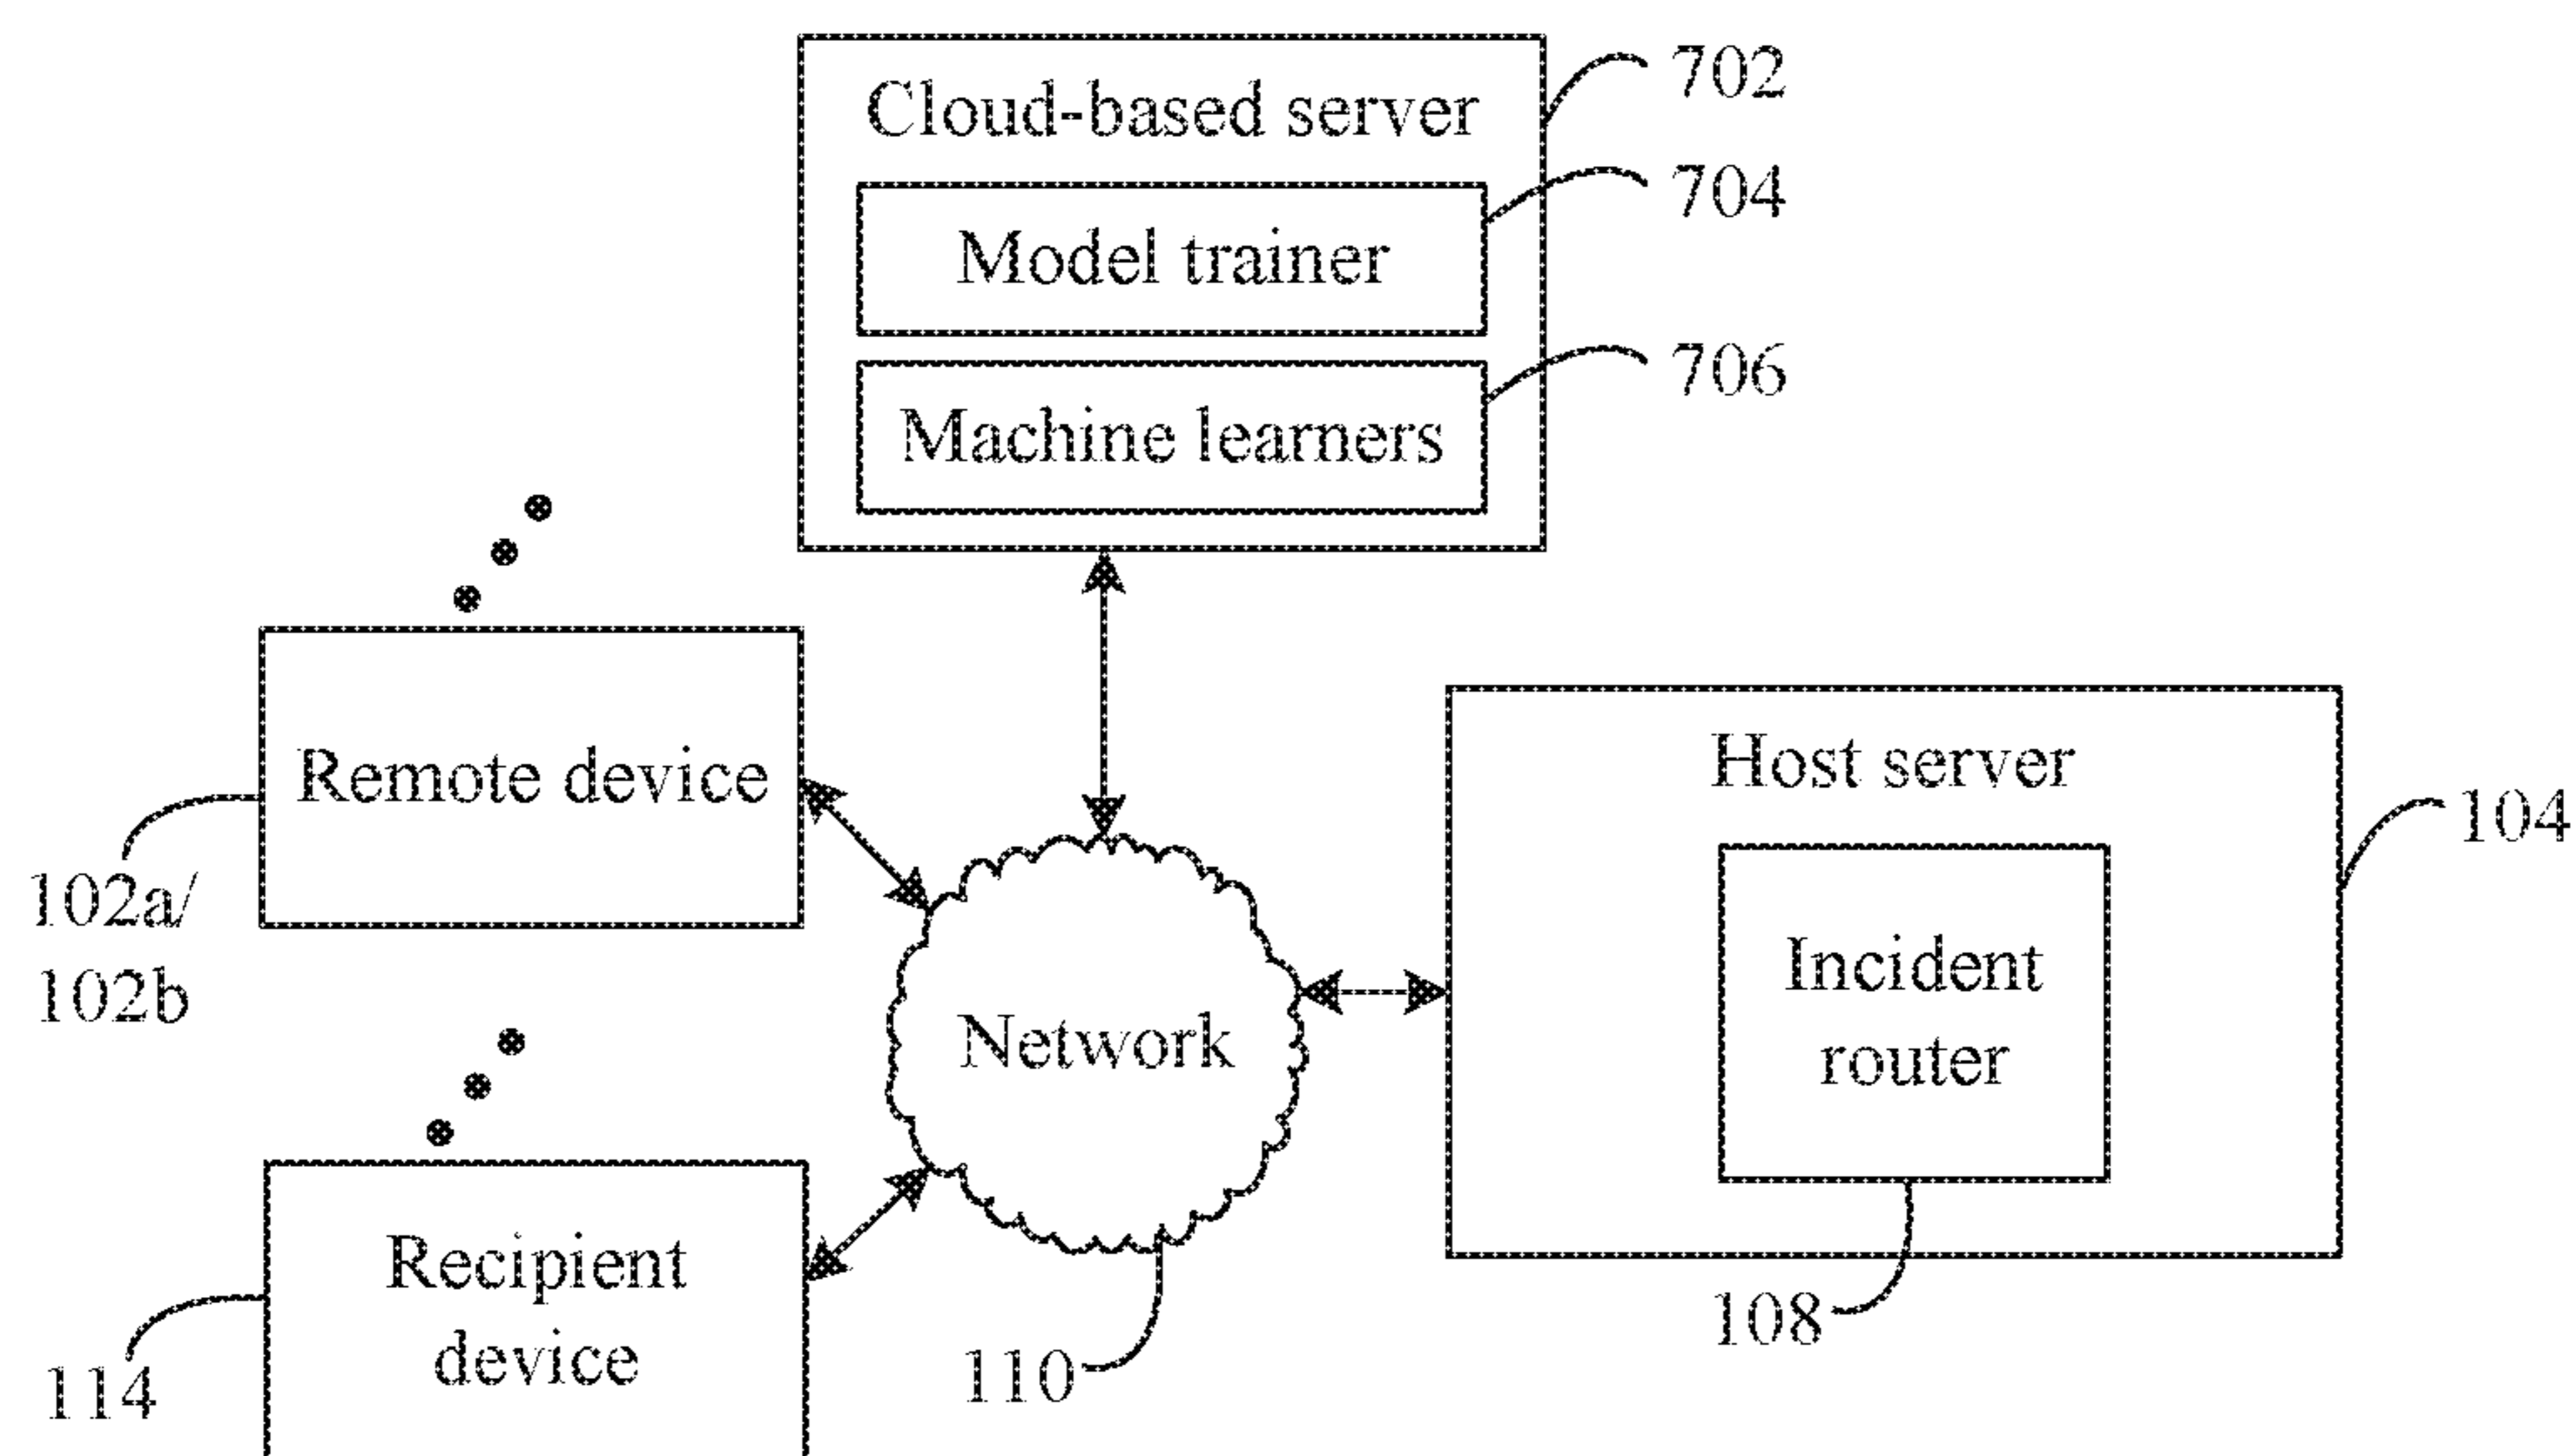 Cloud-based server
702
Model trainer
704
Machine learners
706
Remote device
102a/
102b
Host server
104
Incident
router
108
Network
110
Recipient
device
114